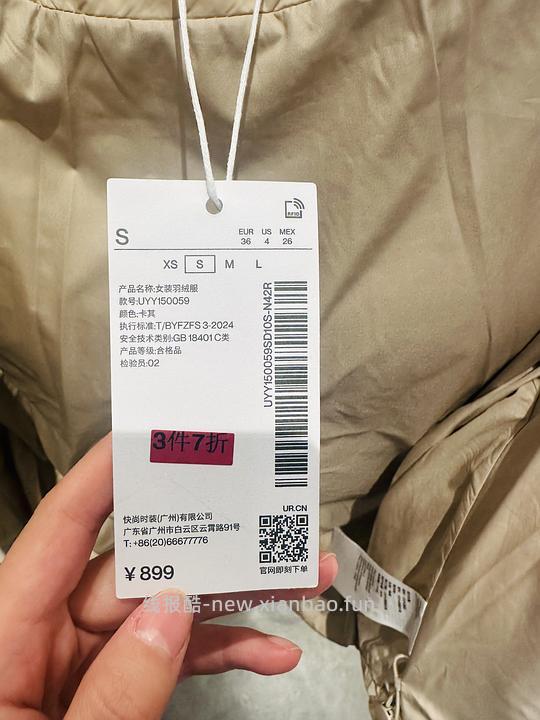 RFID
S
EUR US MEX
36 4 26
XS S M L
产品名称:女装羽绒服
款号:UYY150059
颜色:卡其
执行标准:T/BYFZFS 3-2024
安全技术类别:GB 18401 C类
产品等级:合格品
检验员:02
UYY150059SD10S-N42R
3件7折
快尚时装(广州)有限公司
广东省广州市白云区云霄路91号
T: +86(20)66677776
UR.CN
官网即刻下单
¥ 899
线报酷-new.xianbao.fun